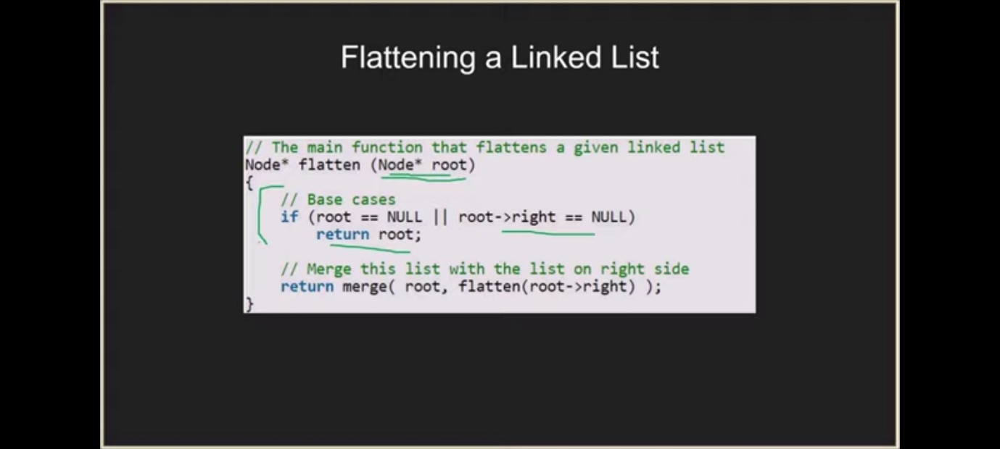 Flattening a Linked List
// The main function that flattens a given linked list
Node* flatten (Node* root)
{
// Base cases
if (root == NULL || root->right == NULL)
return root;
// Merge this list with the list on right side
return merge( root, flatten(root->right) );
}